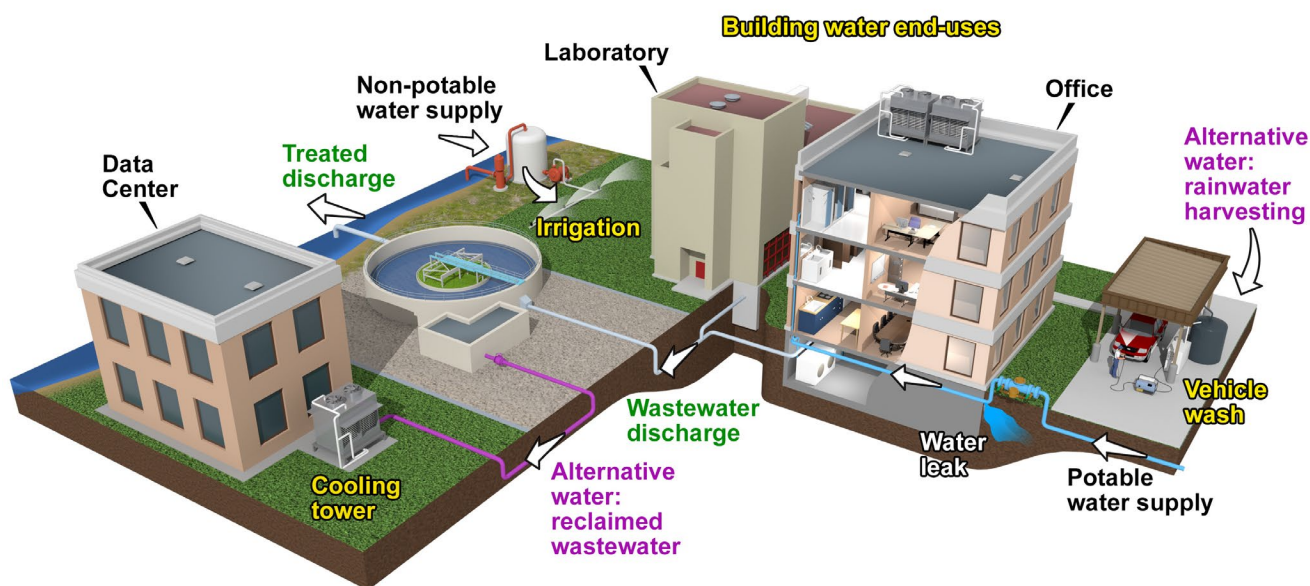 Building water end-uses
Laboratory
Office
Non-potable
water supply
Alternative
water:
rainwater
harvesting
Treated
discharge
Data
Center
Irrigation
Vehicle
wash
Wastewater
discharge
Water
leak
Potable
water supply
Cooling
tower
Alternative
water:
reclaimed
wastewater